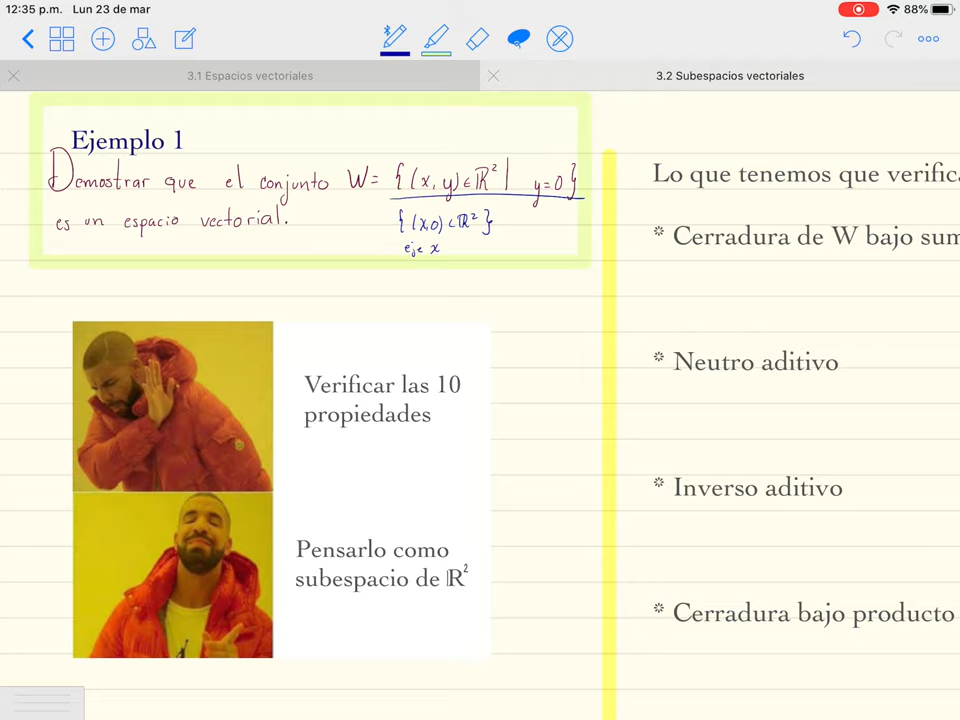 12:35 p.m. Lun 23 de mar
88%
3.1 Espacios vectoriales
3.2 Subespacios vectoriales
Ejemplo 1
Demostrar que el conjunto W= {(x, y) ∈ ℝ² | y=0}
es un espacio vectorial.
{(x,0) ∈ ℝ²}
eje x
Verificar las 10
propiedades
Pensarlo como
subespacio de ℝ²
Lo que tenemos que verifica
* Cerradura de W bajo sum
* Neutro aditivo
* Inverso aditivo
* Cerradura bajo producto